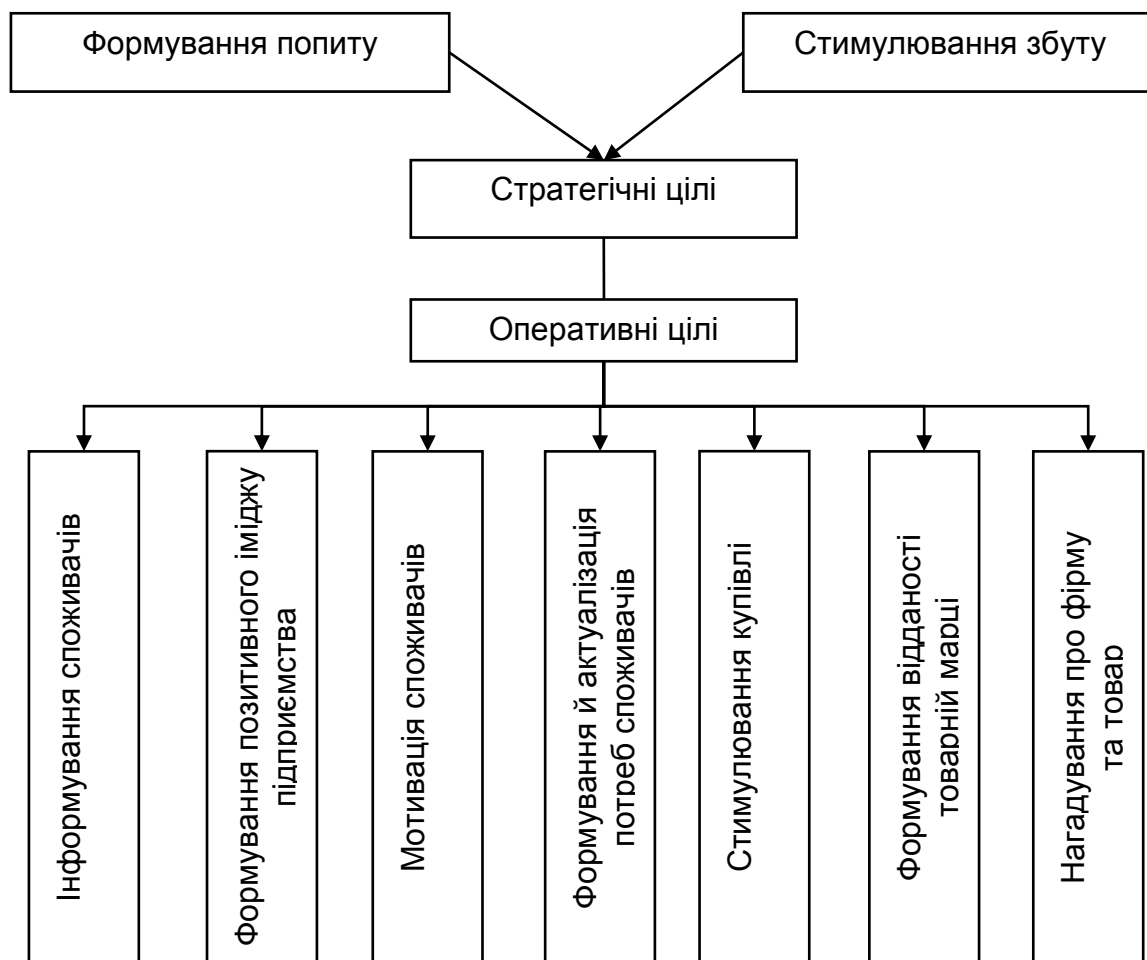 Формування попиту
Стимулювання збуту
Стратегічні цілі
Оперативні цілі
Інформування споживачів
Формування позитивного іміджу
підприємства
Мотивація споживачів
Формування й актуалізація
потреб споживачів
Стимулювання купівлі
Формування відданості
товарній марці
Нагадування про фірму
та товар